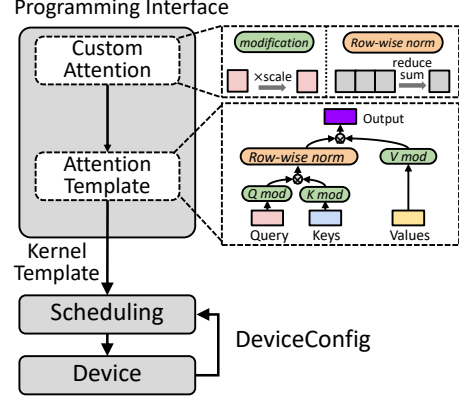 Programming Interface
Custom
Attention
modification
Row-wise norm
×scale
reduce
sum
Attention
Template
Output
Row-wise norm
V mod
Q mod
K mod
Query
Keys
Values
Kernel
Template
Scheduling
DeviceConfig
Device